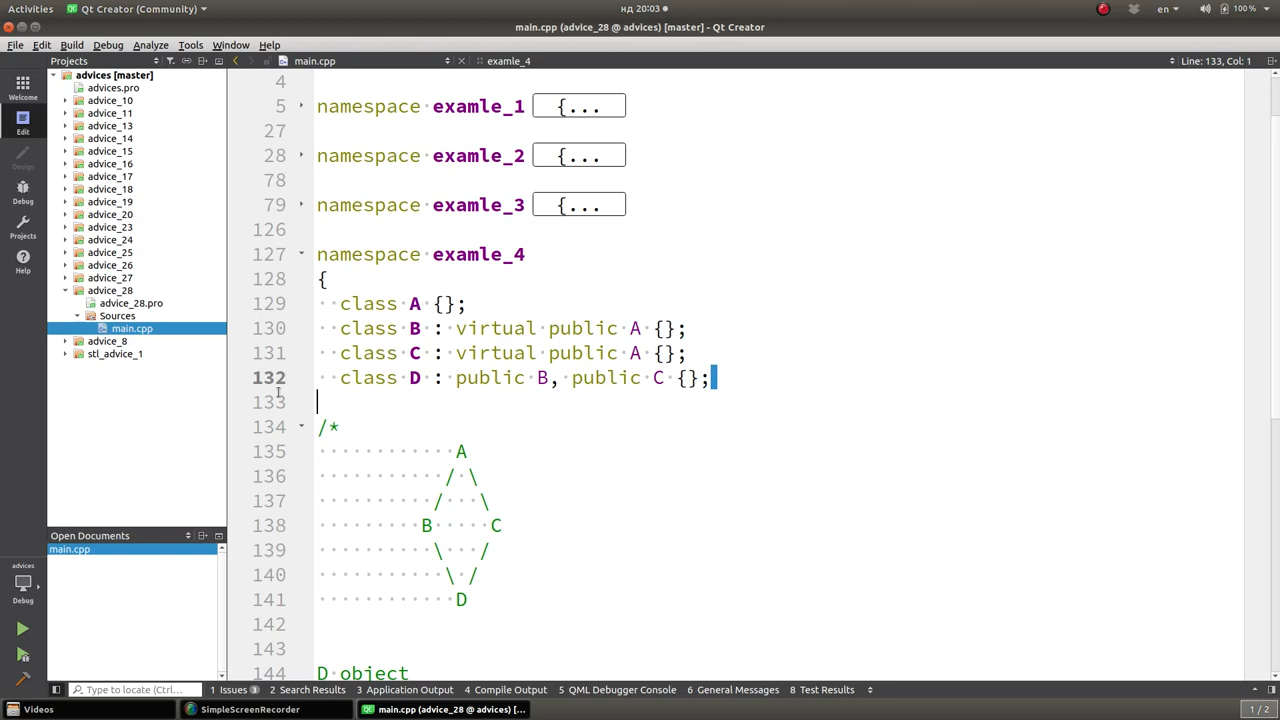 Activities Qt Creator (Community) нд 20:03 en 100 %
main.cpp (advice_28 @ advices) [master] - Qt Creator
File Edit Build Debug Analyze Tools Window Help
Projects main.cpp examle_4 Line: 133, Col: 1
Welcome
Edit
Design
Debug
Projects
Help
advices
Debug
advices [master]
advices.pro
advice_10
advice_11
advice_13
advice_14
advice_15
advice_16
advice_17
advice_18
advice_19
advice_20
advice_23
advice_24
advice_25
advice_26
advice_27
advice_28
advice_28.pro
Sources
main.cpp
advice_8
stl_advice_1
Open Documents
main.cpp
4
5 namespace examle_1 {...
27
28 namespace examle_2 {...
78
79 namespace examle_3 {...
126
127 namespace examle_4
128 {
129 class A {};
130 class B : virtual public A {};
131 class C : virtual public A {};
132 class D : public B, public C {};
133
134 /*
135 A
136 / \
137 / \
138 B C
139 \ /
140 \ /
141 D
142
143
144 D object
Type to locate (Ctrl... 1 Issues 3 2 Search Results 3 Application Output 4 Compile Output 5 QML Debugger Console 6 General Messages 8 Test Results
Videos SimpleScreenRecorder main.cpp (advice_28 @ advices) [... 1 / 2